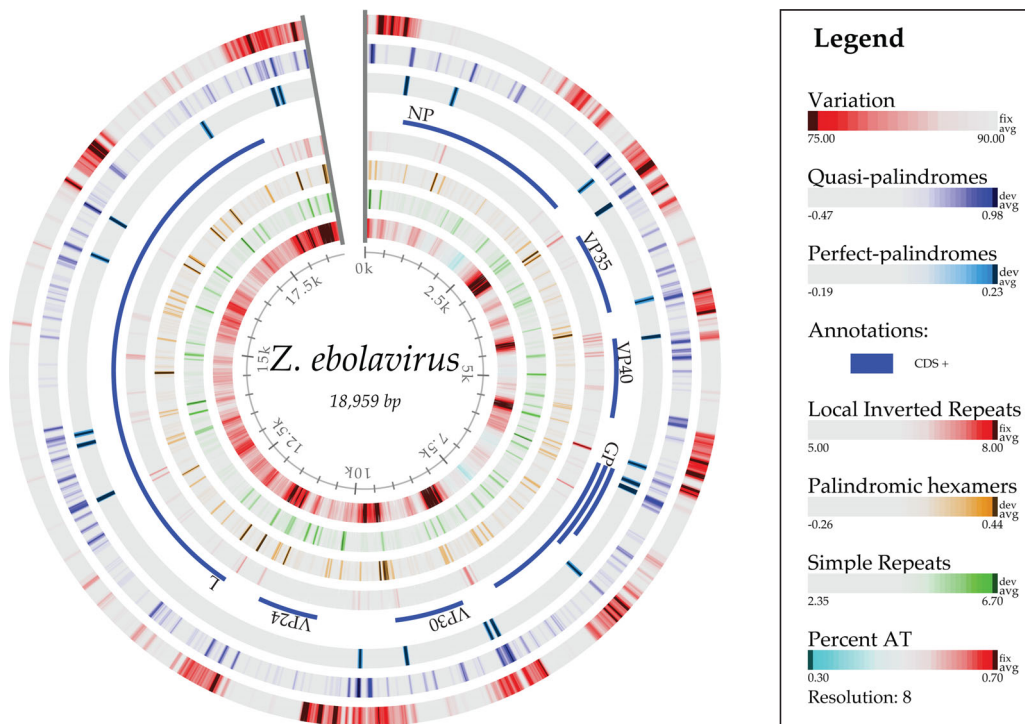 NP
VP35
VP40
GP
VP30
VP24
L
0k
2.5k
5k
7.5k
10k
12.5k
15k
17.5k
Z. ebolavirus
18,959 bp
Legend
Variation
fix
avg
75.00 90.00
Quasi-palindromes
dev
avg
-0.47 0.98
Perfect-palindromes
dev
avg
-0.19 0.23
Annotations:
CDS +
Local Inverted Repeats
fix
avg
5.00 8.00
Palindromic hexamers
dev
avg
-0.26 0.44
Simple Repeats
dev
avg
2.35 6.70
Percent AT
fix
avg
0.30 0.70
Resolution: 8